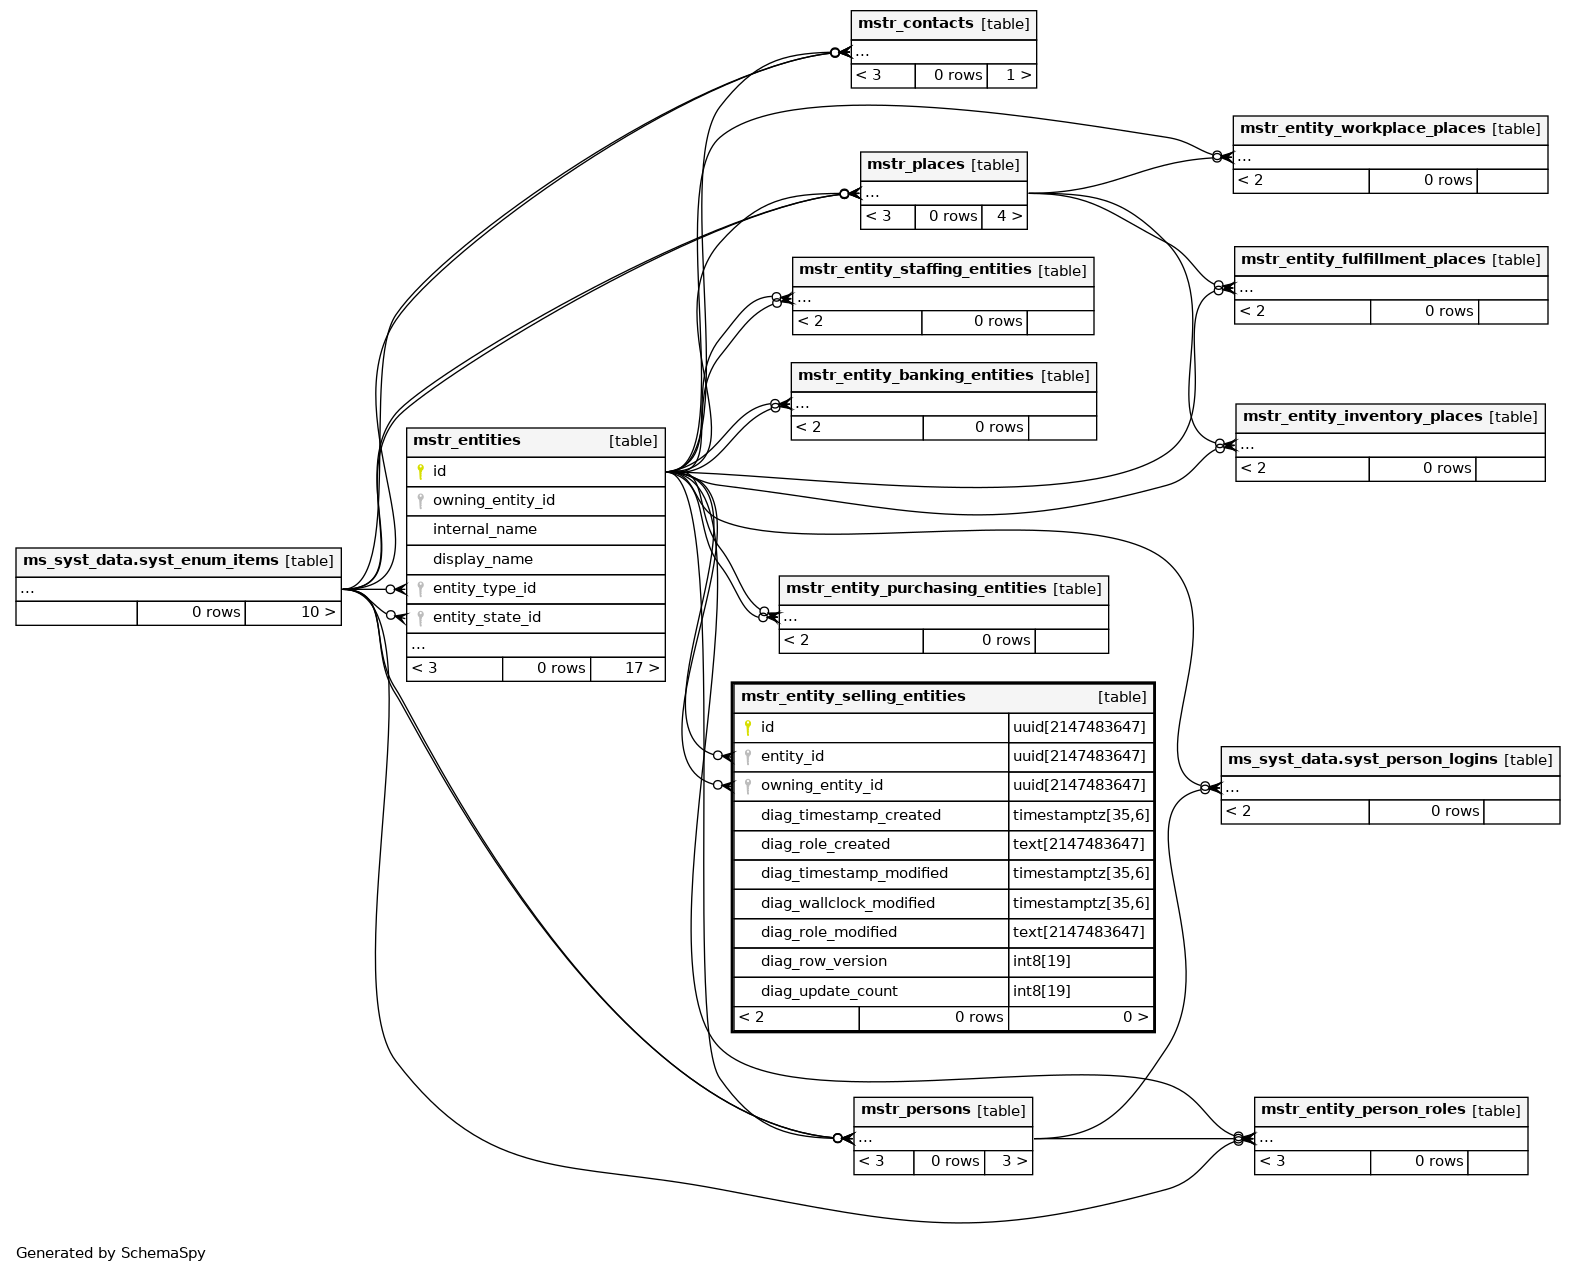 mstr_contacts [table]
...
< 3 0 rows 1 >
mstr_entity_workplace_places [table]
...
< 2 0 rows
mstr_places [table]
...
< 3 0 rows 4 >
mstr_entity_staffing_entities [table]
...
< 2 0 rows
mstr_entity_fulfillment_places [table]
...
< 2 0 rows
mstr_entity_banking_entities [table]
...
< 2 0 rows
mstr_entity_inventory_places [table]
...
< 2 0 rows
mstr_entities [table]
id
owning_entity_id
internal_name
display_name
entity_type_id
entity_state_id
...
< 3 0 rows 17 >
ms_syst_data.syst_enum_items [table]
...
0 rows 10 >
mstr_entity_purchasing_entities [table]
...
< 2 0 rows
mstr_entity_selling_entities [table]
id uuid[2147483647]
entity_id uuid[2147483647]
owning_entity_id uuid[2147483647]
diag_timestamp_created timestamptz[35,6]
diag_role_created text[2147483647]
diag_timestamp_modified timestamptz[35,6]
diag_wallclock_modified timestamptz[35,6]
diag_role_modified text[2147483647]
diag_row_version int8[19]
diag_update_count int8[19]
< 2 0 rows 0 >
ms_syst_data.syst_person_logins [table]
...
< 2 0 rows
mstr_persons [table]
...
< 3 0 rows 3 >
mstr_entity_person_roles [table]
...
< 3 0 rows
Generated by SchemaSpy